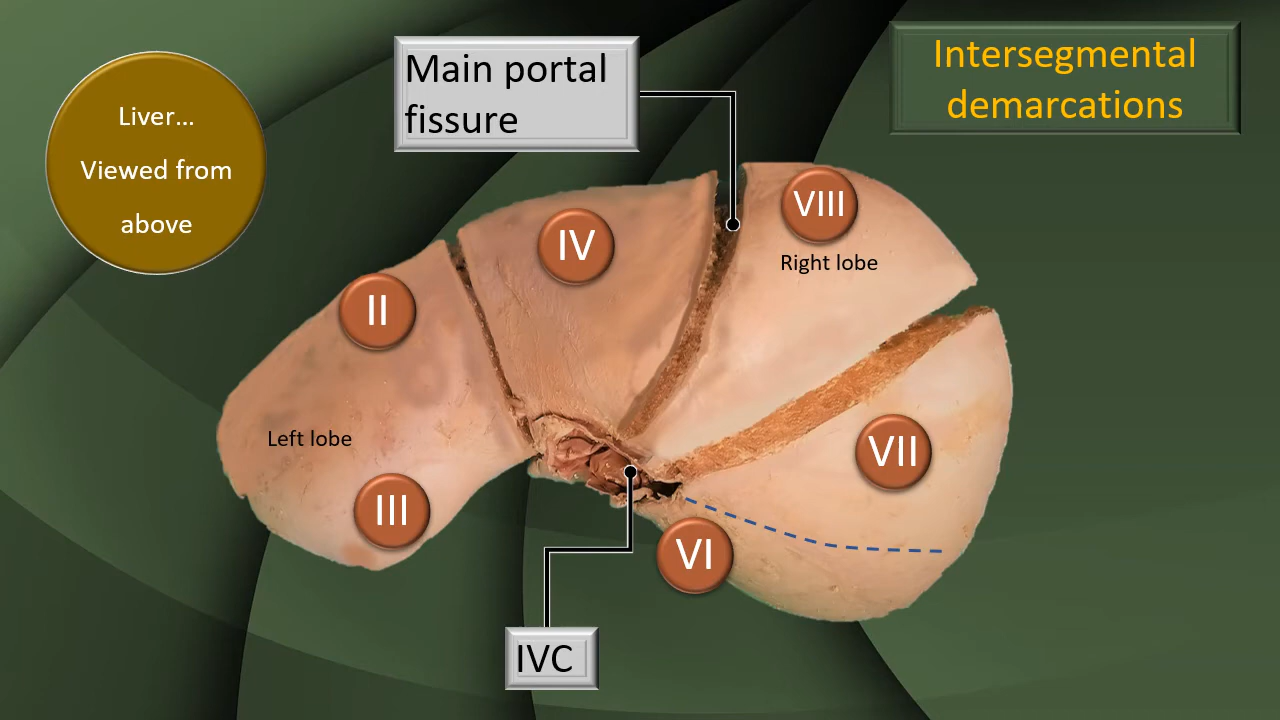 Liver...
Viewed from
above
Main portal
fissure
Intersegmental
demarcations
VIII
Right lobe
IV
II
Left lobe
III
VII
VI
IVC